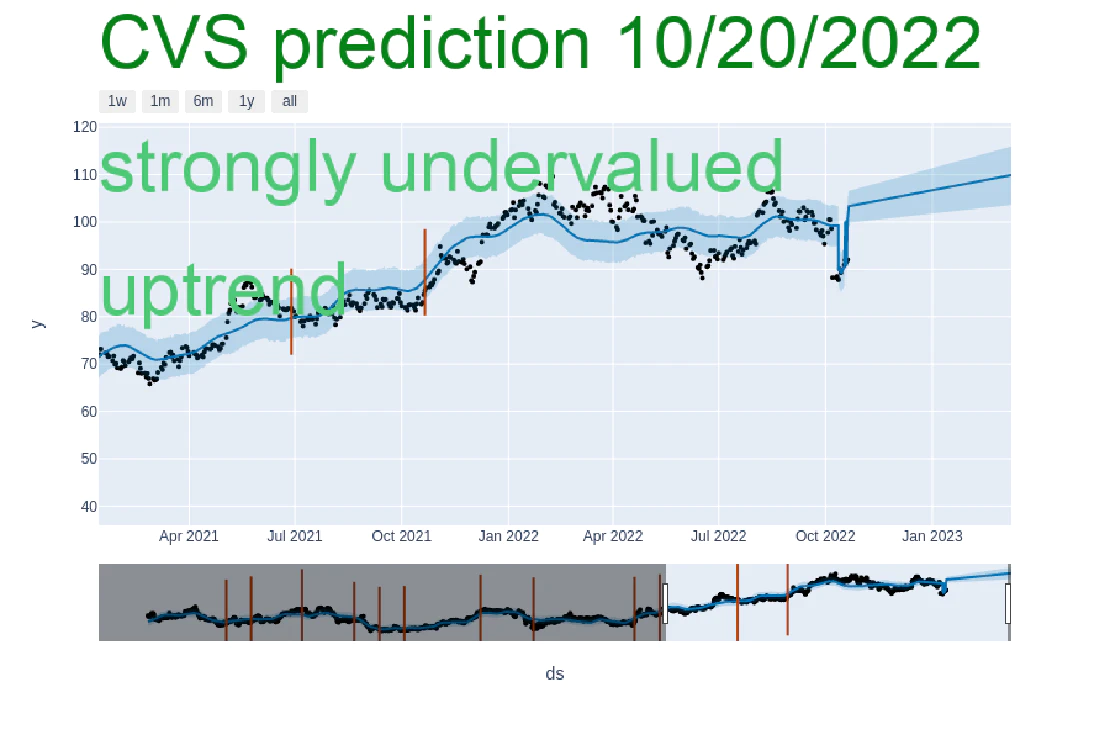 CVS prediction 10/20/2022
1w 1m 6m 1y all
120
strongly undervalued
110
100
90
uptrend
80
y
70
60
50
40
Apr 2021 Jul 2021 Oct 2021 Jan 2022 Apr 2022 Jul 2022 Oct 2022 Jan 2023
ds